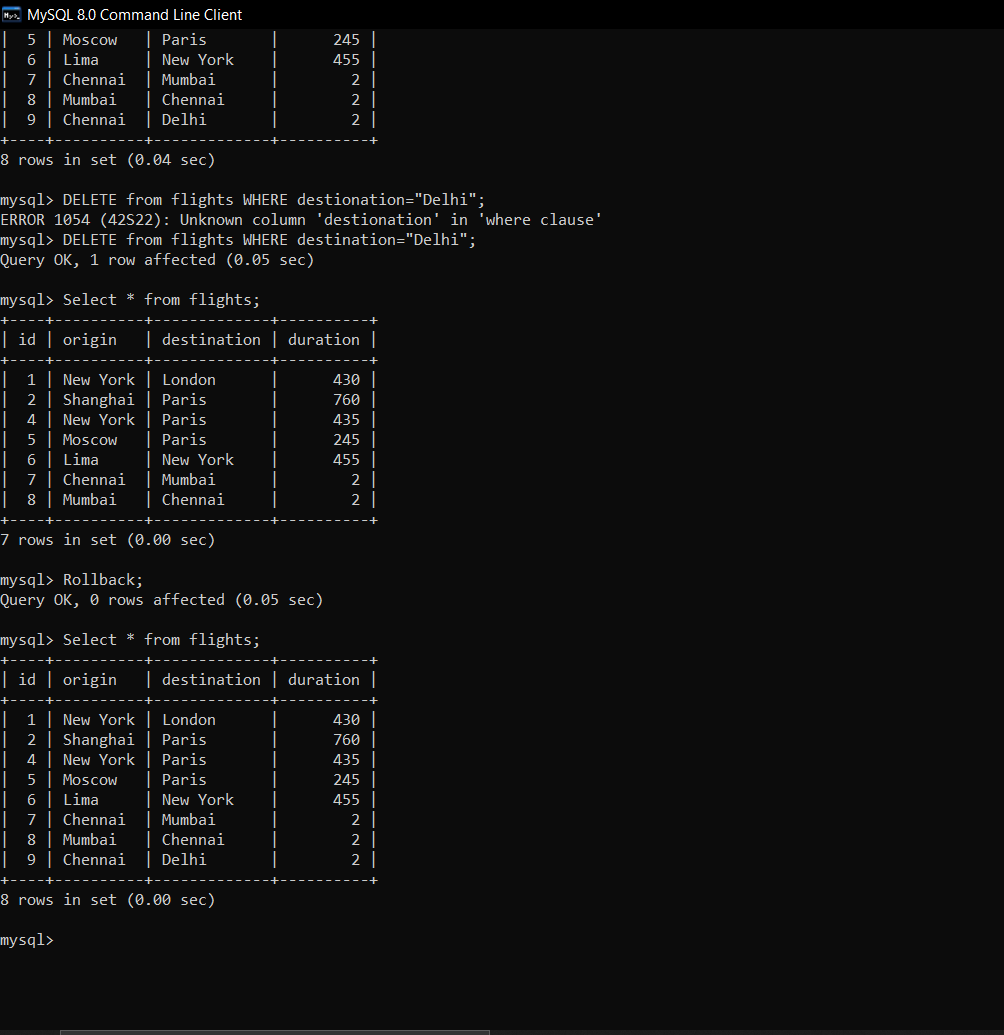 MySQL 8.0 Command Line Client
|  5 | Moscow   | Paris       |      245 |
|  6 | Lima     | New York    |      455 |
|  7 | Chennai  | Mumbai      |        2 |
|  8 | Mumbai   | Chennai     |        2 |
|  9 | Chennai  | Delhi       |        2 |
+----+----------+-------------+----------+
8 rows in set (0.04 sec)

mysql> DELETE from flights WHERE destionation="Delhi";
ERROR 1054 (42S22): Unknown column 'destionation' in 'where clause'
mysql> DELETE from flights WHERE destination="Delhi";
Query OK, 1 row affected (0.05 sec)

mysql> Select * from flights;
+----+----------+-------------+----------+
| id | origin   | destination | duration |
+----+----------+-------------+----------+
|  1 | New York | London      |      430 |
|  2 | Shanghai | Paris       |      760 |
|  4 | New York | Paris       |      435 |
|  5 | Moscow   | Paris       |      245 |
|  6 | Lima     | New York    |      455 |
|  7 | Chennai  | Mumbai      |        2 |
|  8 | Mumbai   | Chennai     |        2 |
+----+----------+-------------+----------+
7 rows in set (0.00 sec)

mysql> Rollback;
Query OK, 0 rows affected (0.05 sec)

mysql> Select * from flights;
+----+----------+-------------+----------+
| id | origin   | destination | duration |
+----+----------+-------------+----------+
|  1 | New York | London      |      430 |
|  2 | Shanghai | Paris       |      760 |
|  4 | New York | Paris       |      435 |
|  5 | Moscow   | Paris       |      245 |
|  6 | Lima     | New York    |      455 |
|  7 | Chennai  | Mumbai      |        2 |
|  8 | Mumbai   | Chennai     |        2 |
|  9 | Chennai  | Delhi       |        2 |
+----+----------+-------------+----------+
8 rows in set (0.00 sec)

mysql>